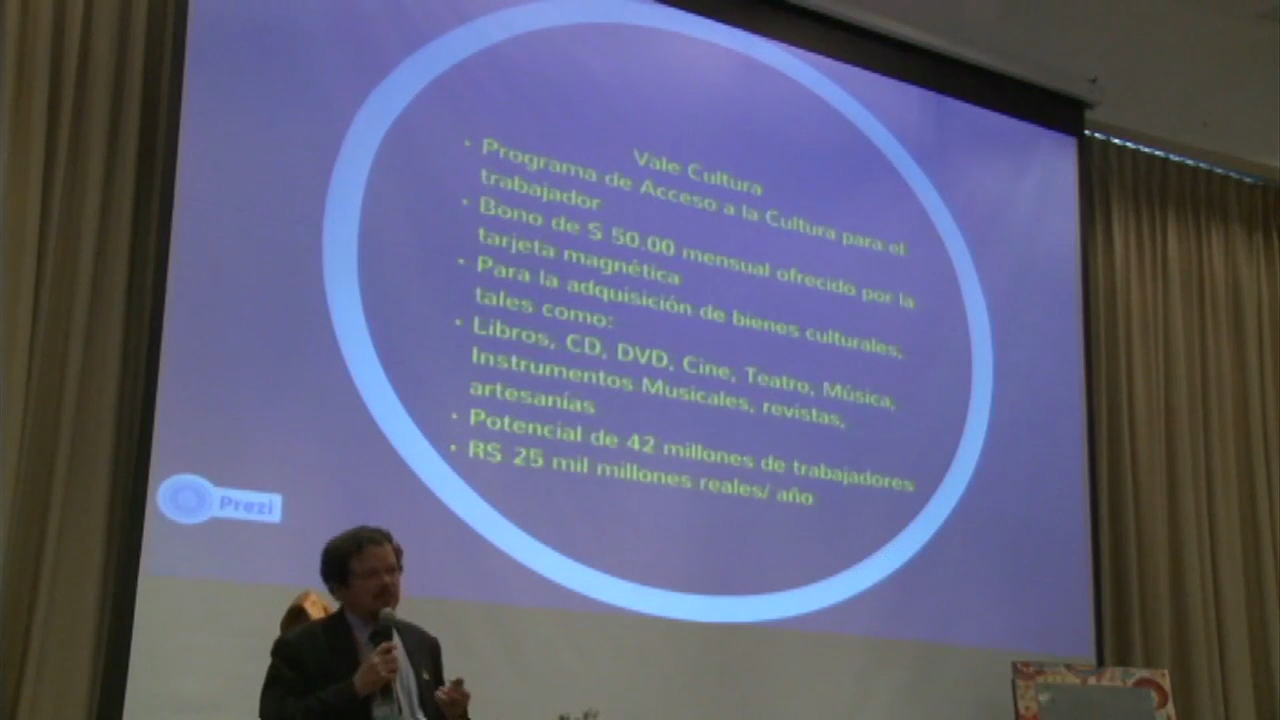 Vale Cultura
· Programa de Acceso a la Cultura para el
trabajador
· Bono de $ 50.00 mensual ofrecido por la
tarjeta magnética
· Para la adquisición de bienes culturales,
tales como:
· Libros, CD, DVD, Cine, Teatro, Música,
Instrumentos Musicales, revistas,
artesanías
· Potencial de 42 millones de trabajadores
· R$ 25 mil millones reales/ año
Prezi